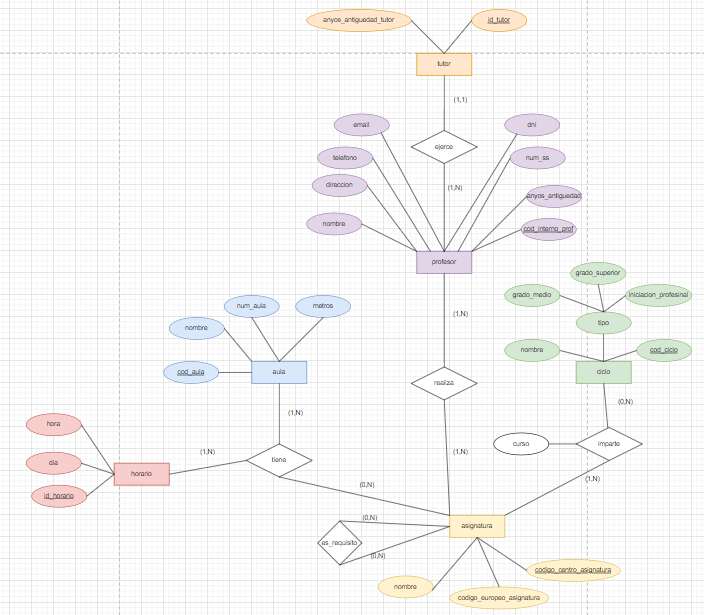 anyos_antiguedad_tutor
id_tutor
tutor
(1,1)
email
dni
ejerce
telefono
num_ss
direccion
(1,N)
anyos_antiguedad
nombre
cod_interno_prof
profesor
grado_superior
grado_medio
iniciacion_profesinal
num_aula
metros
(1,N)
tipo
nombre
nombre
cod_ciclo
cod_aula
aula
ciclo
realiza
(0,N)
(1,N)
hora
curso
imparte
(1,N)
(1,N)
tiene
dia
horario
(0,N)
(1,N)
id_horario
(0,N)
asignatura
es_requisito
(0,N)
codigo_centro_asignatura
nombre
codigo_europeo_asignatura